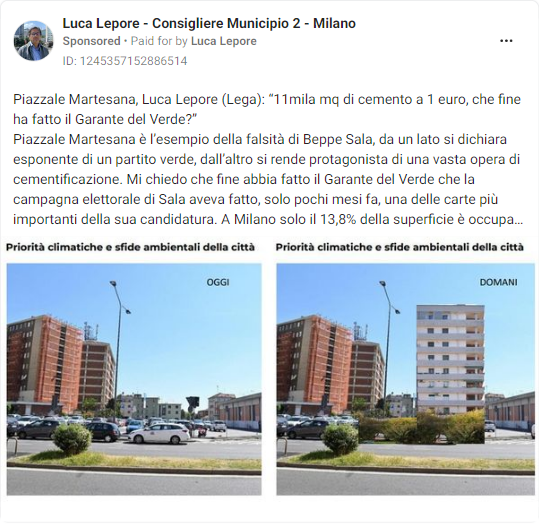 Luca Lepore - Consigliere Municipio 2 - Milano
Sponsored • Paid for by Luca Lepore
ID: 1245357152886514
Piazzale Martesana, Luca Lepore (Lega): “11mila mq di cemento a 1 euro, che fine
ha fatto il Garante del Verde?”
Piazzale Martesana è l’esempio della falsità di Beppe Sala, da un lato si dichiara
esponente di un partito verde, dall’altro si rende protagonista di una vasta opera di
cementificazione. Mi chiedo che fine abbia fatto il Garante del Verde che la
campagna elettorale di Sala aveva fatto, solo pochi mesi fa, una delle carte più
importanti della sua candidatura. A Milano solo il 13,8% della superficie è occupa...
Priorità climatiche e sfide ambientali della città
OGGI
Priorità climatiche e sfide ambientali della città
DOMANI